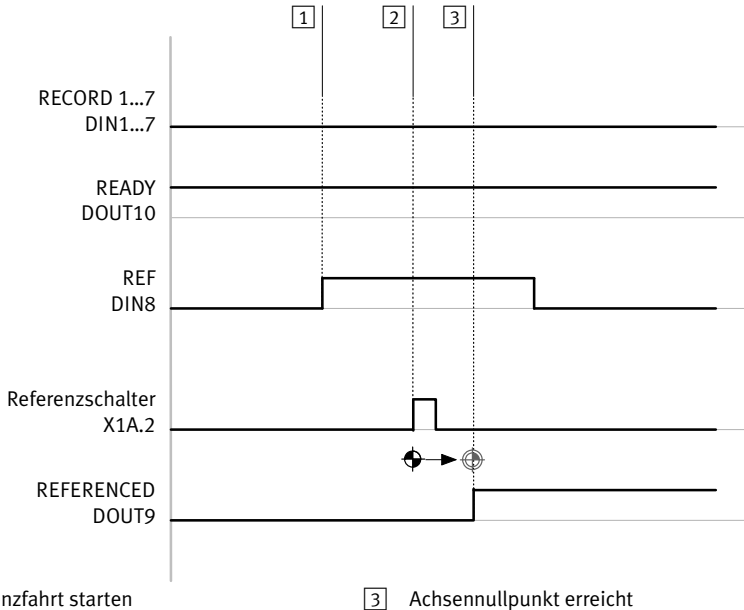 1 2 3
RECORD 1...7
DIN1...7
READY
DOUT10
REF
DIN8
Referenzschalter
X1A.2
REFERENCED
DOUT9
nzfahrt starten
3 Achsennullpunkt erreicht